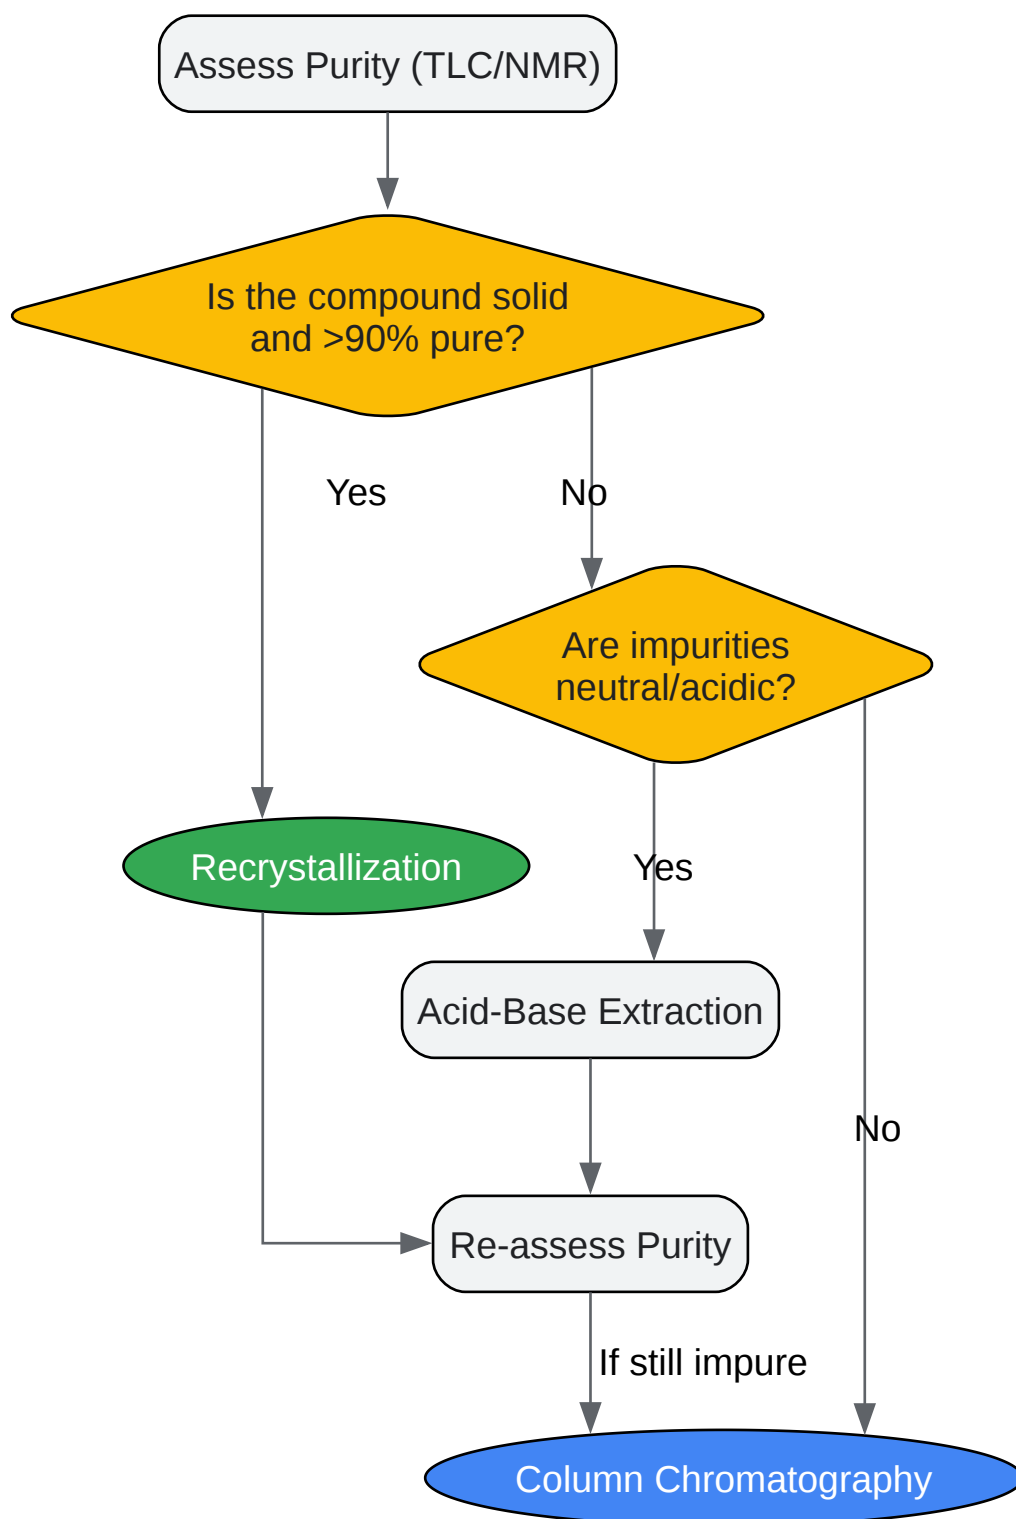 Assess Purity (TLC/NMR)
Is the compound solid
and >90% pure?
Yes
No
Are impurities
neutral/acidic?
Recrystallization
Yes
Acid-Base Extraction
No
Re-assess Purity
If still impure
Column Chromatography